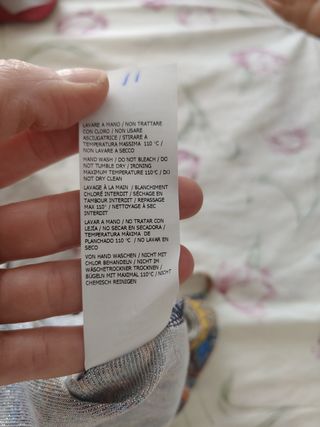 LAVARE A MANO / NON TRATTARE
CON CLORO / NON USARE
ASCIUGATRICE / STIRARE A
TEMPERATURA MASSIMA 110 °C /
NON LAVARE A SECCO
HAND WASH / DO NOT BLEACH / DO
NOT TUMBLE DRY / IRONING
MAXIMUM TEMPERATURE 110°C / DO
NOT DRY CLEAN
LAVAGE À LA MAIN / BLANCHIMENT
CHLORÉ INTERDIT / SÉCHAGE EN
TAMBOUR INTERDIT / REPASSAGE
MAX 110° / NETTOYAGE À SEC
INTERDIT
LAVAR A MANO / NO TRATAR CON
LEJÍA / NO SECAR EN SECADORA /
TEMPERATURA MÁXIMA DE
PLANCHADO 110 °C / NO LAVAR EN
SECO
VON HAND WASCHEN / NICHT MIT
CHLOR BEHANDELN / NICHT IM
WÄSCHETROCKNER TROCKNEN /
BÜGELN MIT MAXIMAL 110°C / NICHT
CHEMISCH REINIGEN